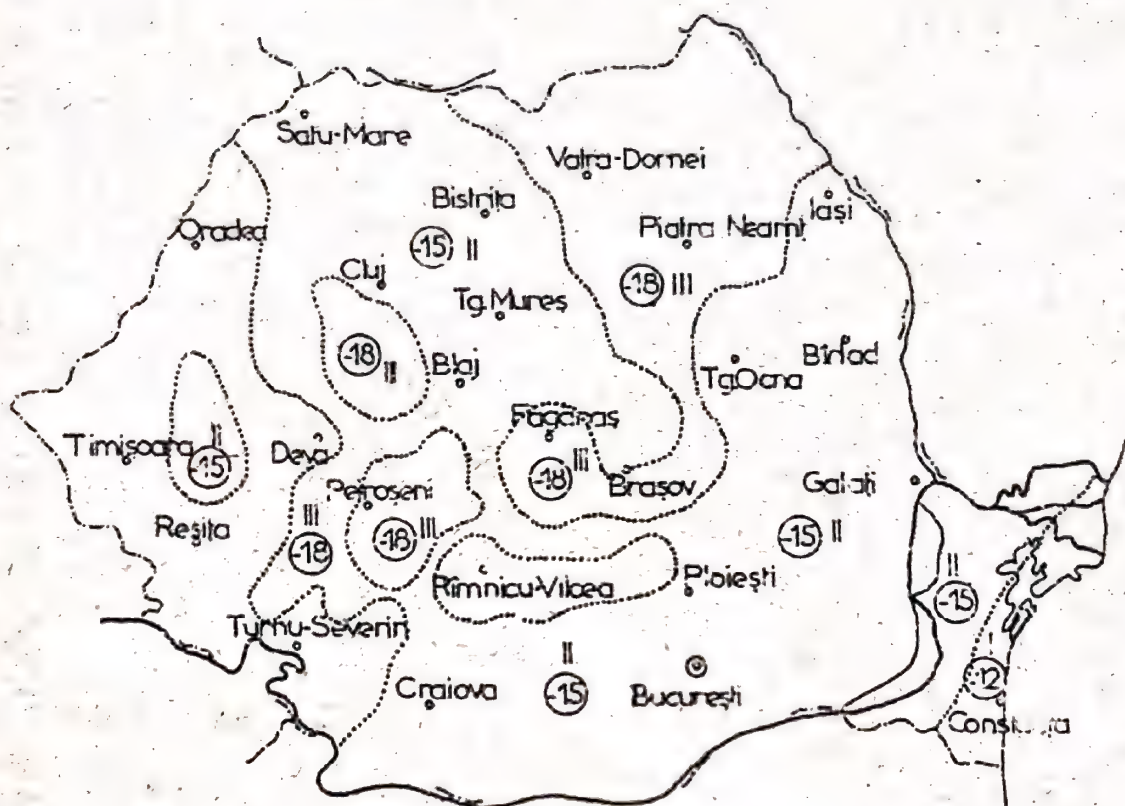 Satu-Mare
Vatra-Dornei
Bistrița
Iași
Oradea
Piatra Neamț
-15 II
Cluj
-18 III
Tg. Mureș
-18 II
Blaj
Bîrlad
Tg.Ocna
Făgăraș
Timișoara
II
-15
Deva
III
-18
Brașov
Petroșeni
Galați
Reșița
III
-18
-18 III
-15 II
Rîmnicu-Vîlcea
Ploiești
II
-15
Turnu-Severin
II
-15
I
-12
Craiova
București